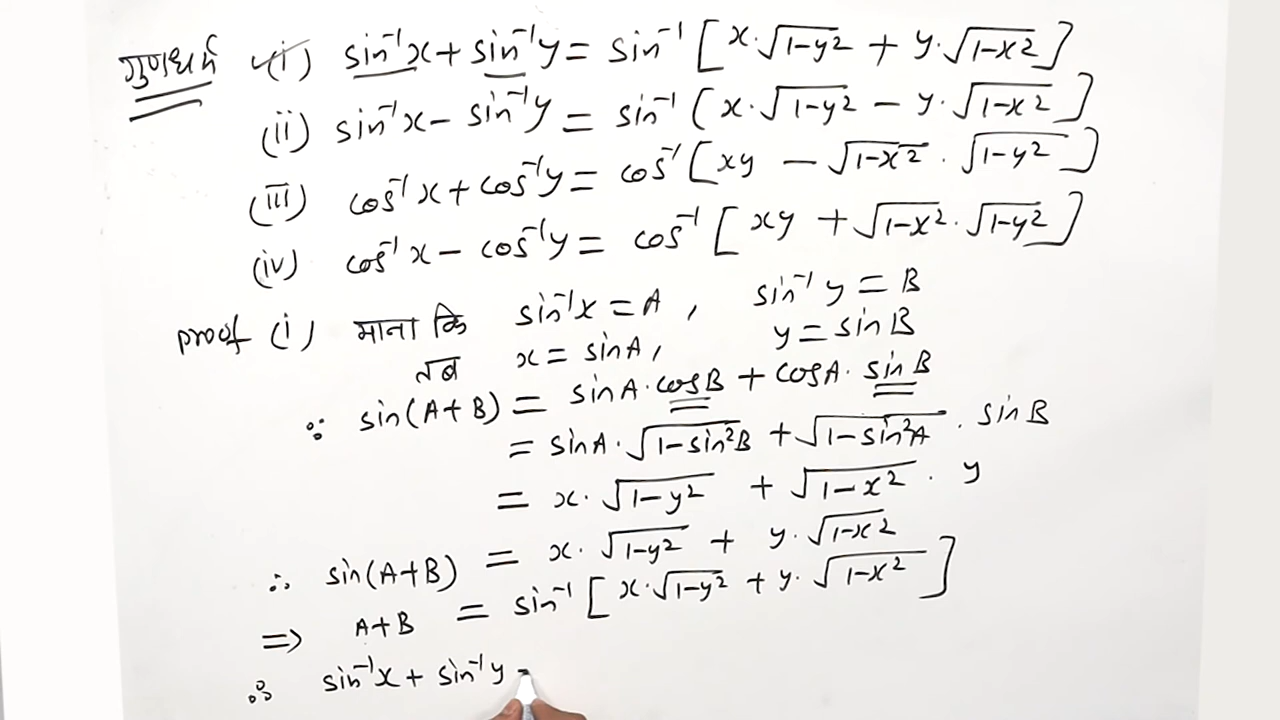 गुणधर्म (i) sin⁻¹x + sin⁻¹y = sin⁻¹[x·√(1-y²) + y·√(1-x²)]
(ii) sin⁻¹x - sin⁻¹y = sin⁻¹[x·√(1-y²) - y·√(1-x²)]
(iii) cos⁻¹x + cos⁻¹y = cos⁻¹[xy - √(1-x²)·√(1-y²)]
(iv) cos⁻¹x - cos⁻¹y = cos⁻¹[xy + √(1-x²)·√(1-y²)]
proof (i) माना कि sin⁻¹x = A, sin⁻¹y = B
तब x = sinA, y = sinB
∵ sin(A+B) = sinA·cosB + cosA·sinB
= sinA·√(1-sin²B) + √(1-sin²A)·sinB
= x·√(1-y²) + √(1-x²)·y
∴ sin(A+B) = x·√(1-y²) + y·√(1-x²)
⇒ A+B = sin⁻¹[x·√(1-y²) + y·√(1-x²)]
∴ sin⁻¹x + sin⁻¹y =